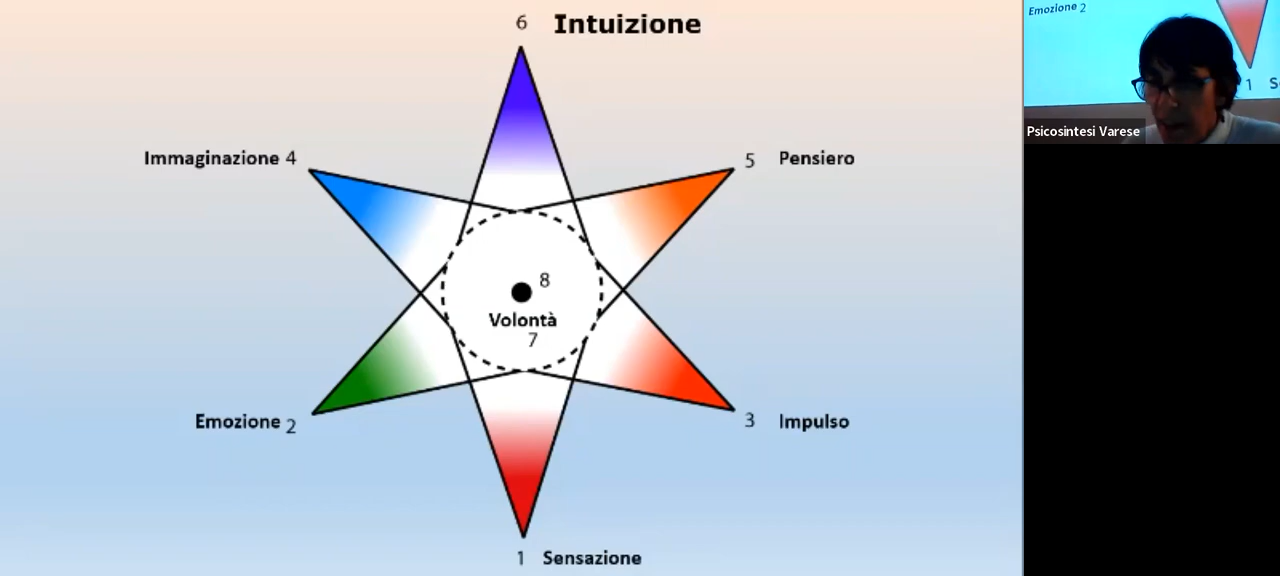 6 Intuizione
Immaginazione 4
5 Pensiero
8
Volontà
7
Emozione 2
3 Impulso
1 Sensazione
Emozione 2
1 S
Psicosintesi Varese